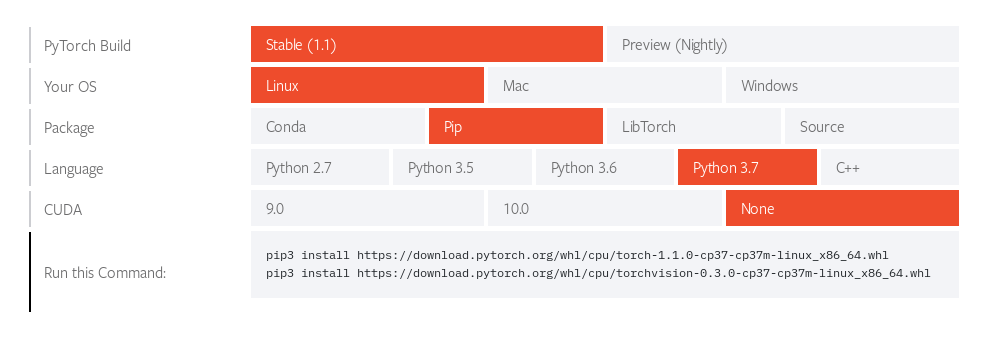 PyTorch Build Stable (1.1) Preview (Nightly)
Your OS Linux Mac Windows
Package Conda Pip LibTorch Source
Language Python 2.7 Python 3.5 Python 3.6 Python 3.7 C++
CUDA 9.0 10.0 None
Run this Command:
pip3 install https://download.pytorch.org/whl/cpu/torch-1.1.0-cp37-cp37m-linux_x86_64.whl
pip3 install https://download.pytorch.org/whl/cpu/torchvision-0.3.0-cp37-cp37m-linux_x86_64.whl